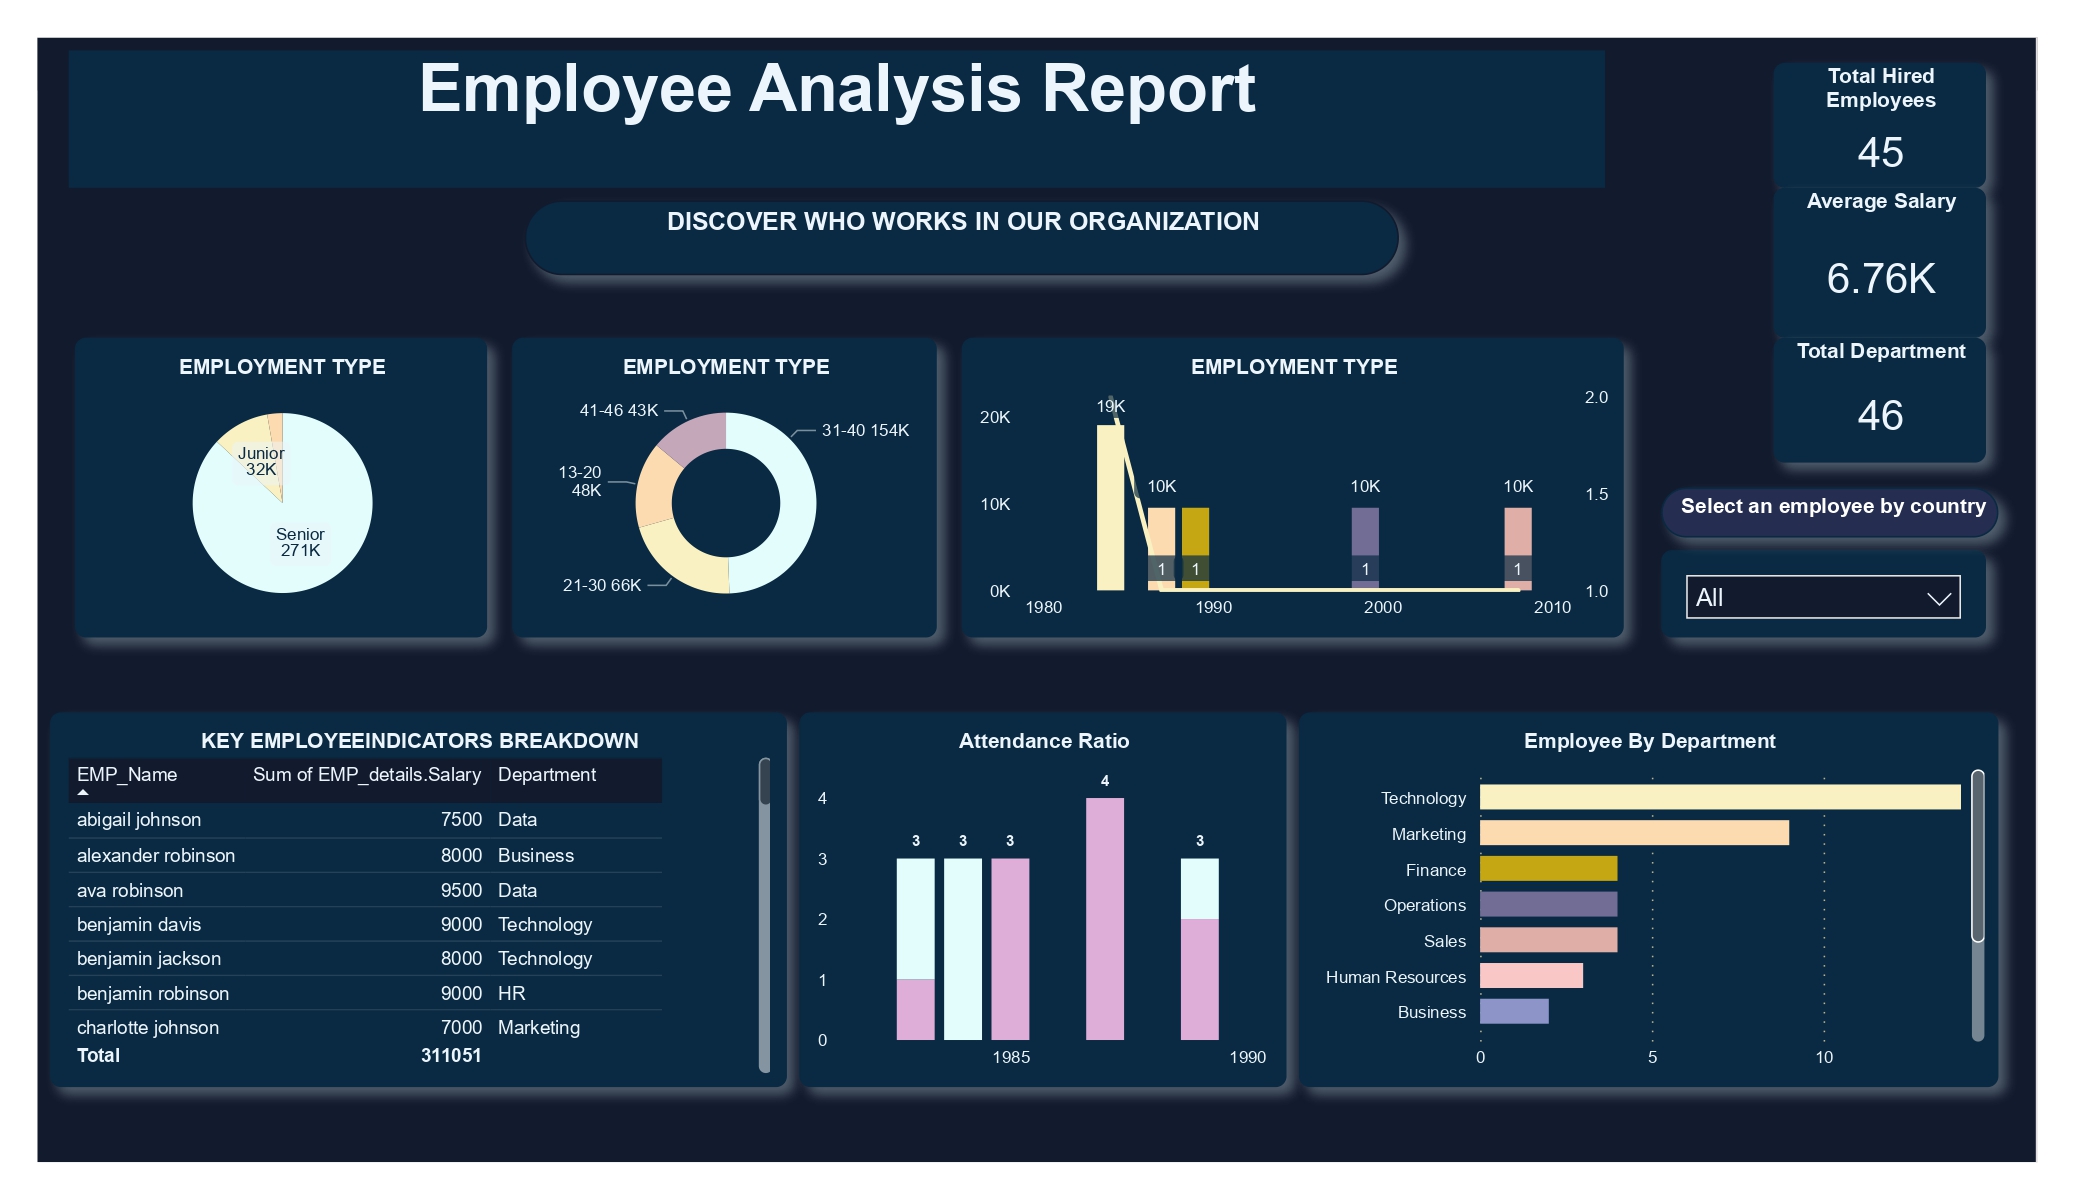 Employee Analysis Report
Total Hired
Employees
45
DISCOVER WHO WORKS IN OUR ORGANIZATION
Average Salary
6.76K
Total Department
46
Select an employee by country
All
EMPLOYMENT TYPE
Junior
32K
Senior
271K
EMPLOYMENT TYPE
41-46 43K
31-40 154K
13-20
48K
21-30 66K
EMPLOYMENT TYPE
20K
10K
0K
19K
10K
10K
10K
1
1
1
1
2.0
1.5
1.0
1980
1990
2000
2010
KEY EMPLOYEEINDICATORS BREAKDOWN
EMP_Name Sum of EMP_details.Salary Department
abigail johnson 7500 Data
alexander robinson 8000 Business
ava robinson 9500 Data
benjamin davis 9000 Technology
benjamin jackson 8000 Technology
benjamin robinson 9000 HR
charlotte johnson 7000 Marketing
Total 311051
Attendance Ratio
4
3
2
1
0
3
3
3
4
3
1985
1990
Employee By Department
Technology
Marketing
Finance
Operations
Sales
Human Resources
Business
0
5
10